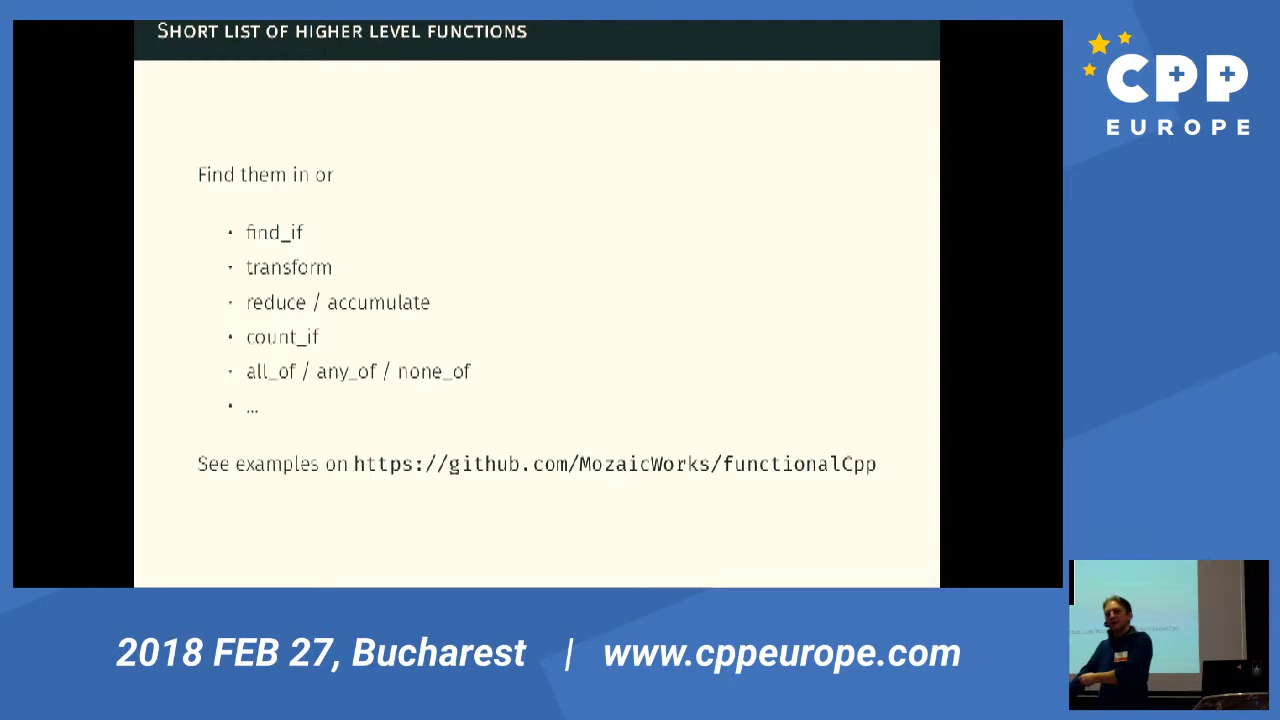 SHORT LIST OF HIGHER LEVEL FUNCTIONS
Find them in or
• find_if
• transform
• reduce / accumulate
• count_if
• all_of / any_of / none_of
• ...
See examples on https://github.com/MozaicWorks/functionalCpp
CPP
EUROPE
2018 FEB 27, Bucharest | www.cppeurope.com